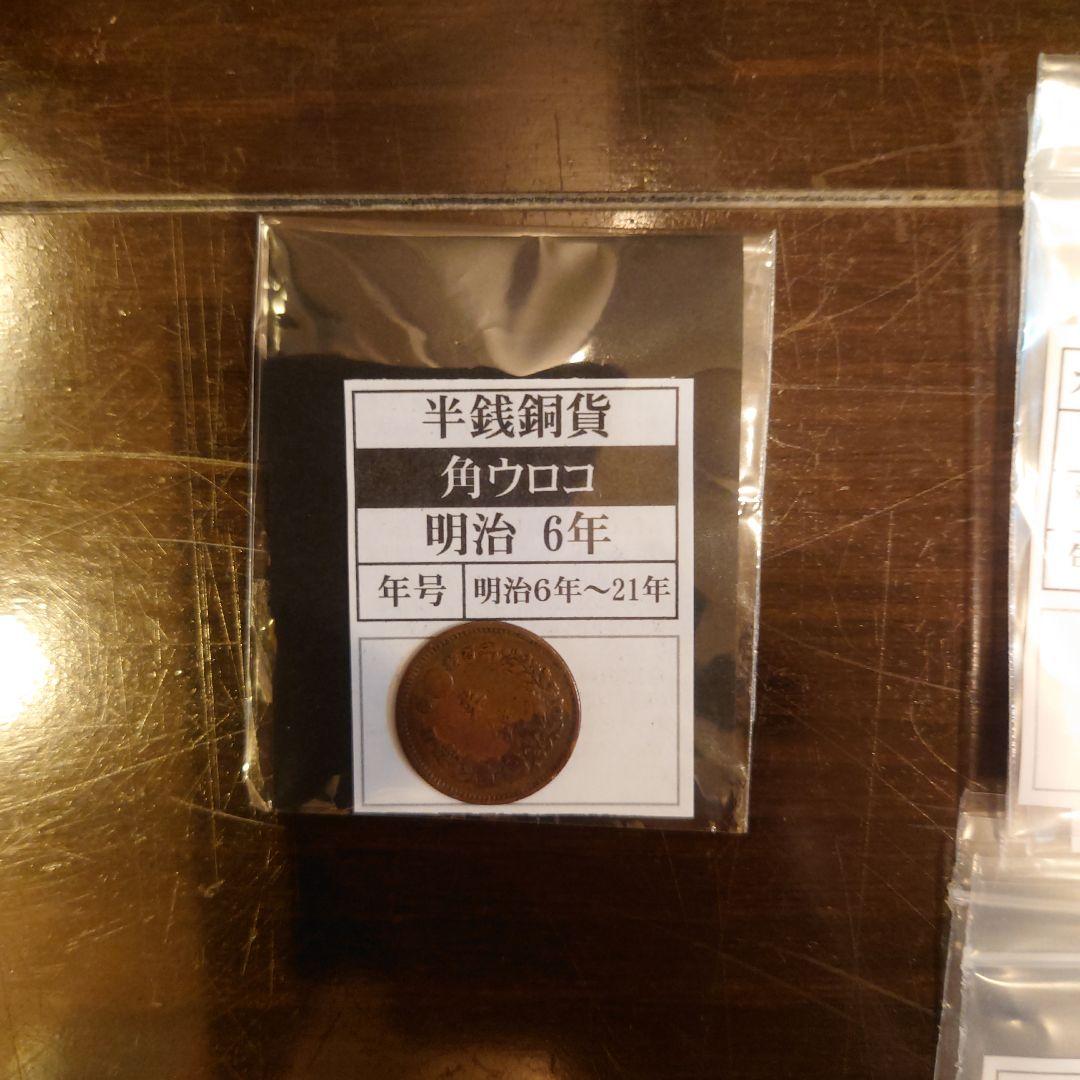 半銭銅貨
角ウロコ
明治 6年
年号 明治6年～21年